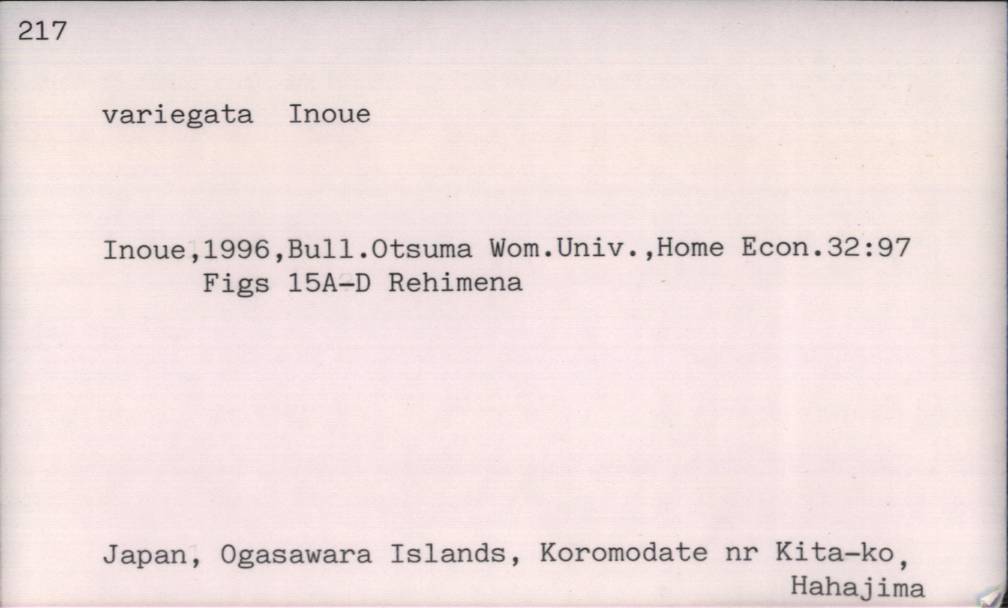 217
variegata Inoue
Inoue,1996,Bull.Otsuma Wom.Univ.,Home Econ.32:97
Figs 15A-D Rehimena
Japan, Ogasawara Islands, Koromodate nr Kita-ko,
Hahajima